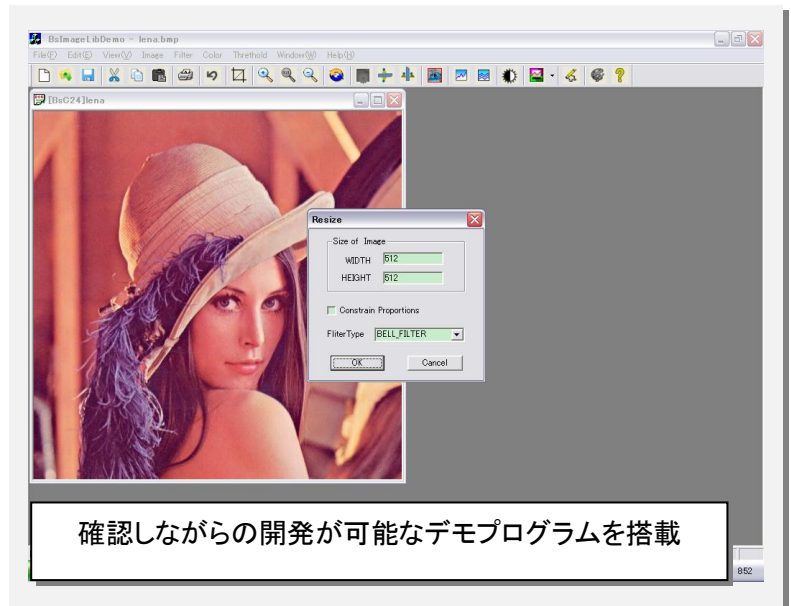 BsImageLibDemo - lena.bmp
File(F) Edit(E) View(V) Image Filter Color Threthold Window(W) Help(H)
[BsC24]lena
Resize
Size of Image
WIDTH 512
HEIGHT 512
Constrain Proportions
FliterType BELL_FILTER
OK Cancel
確認しながらの開発が可能なデモプログラムを搭載
8:52